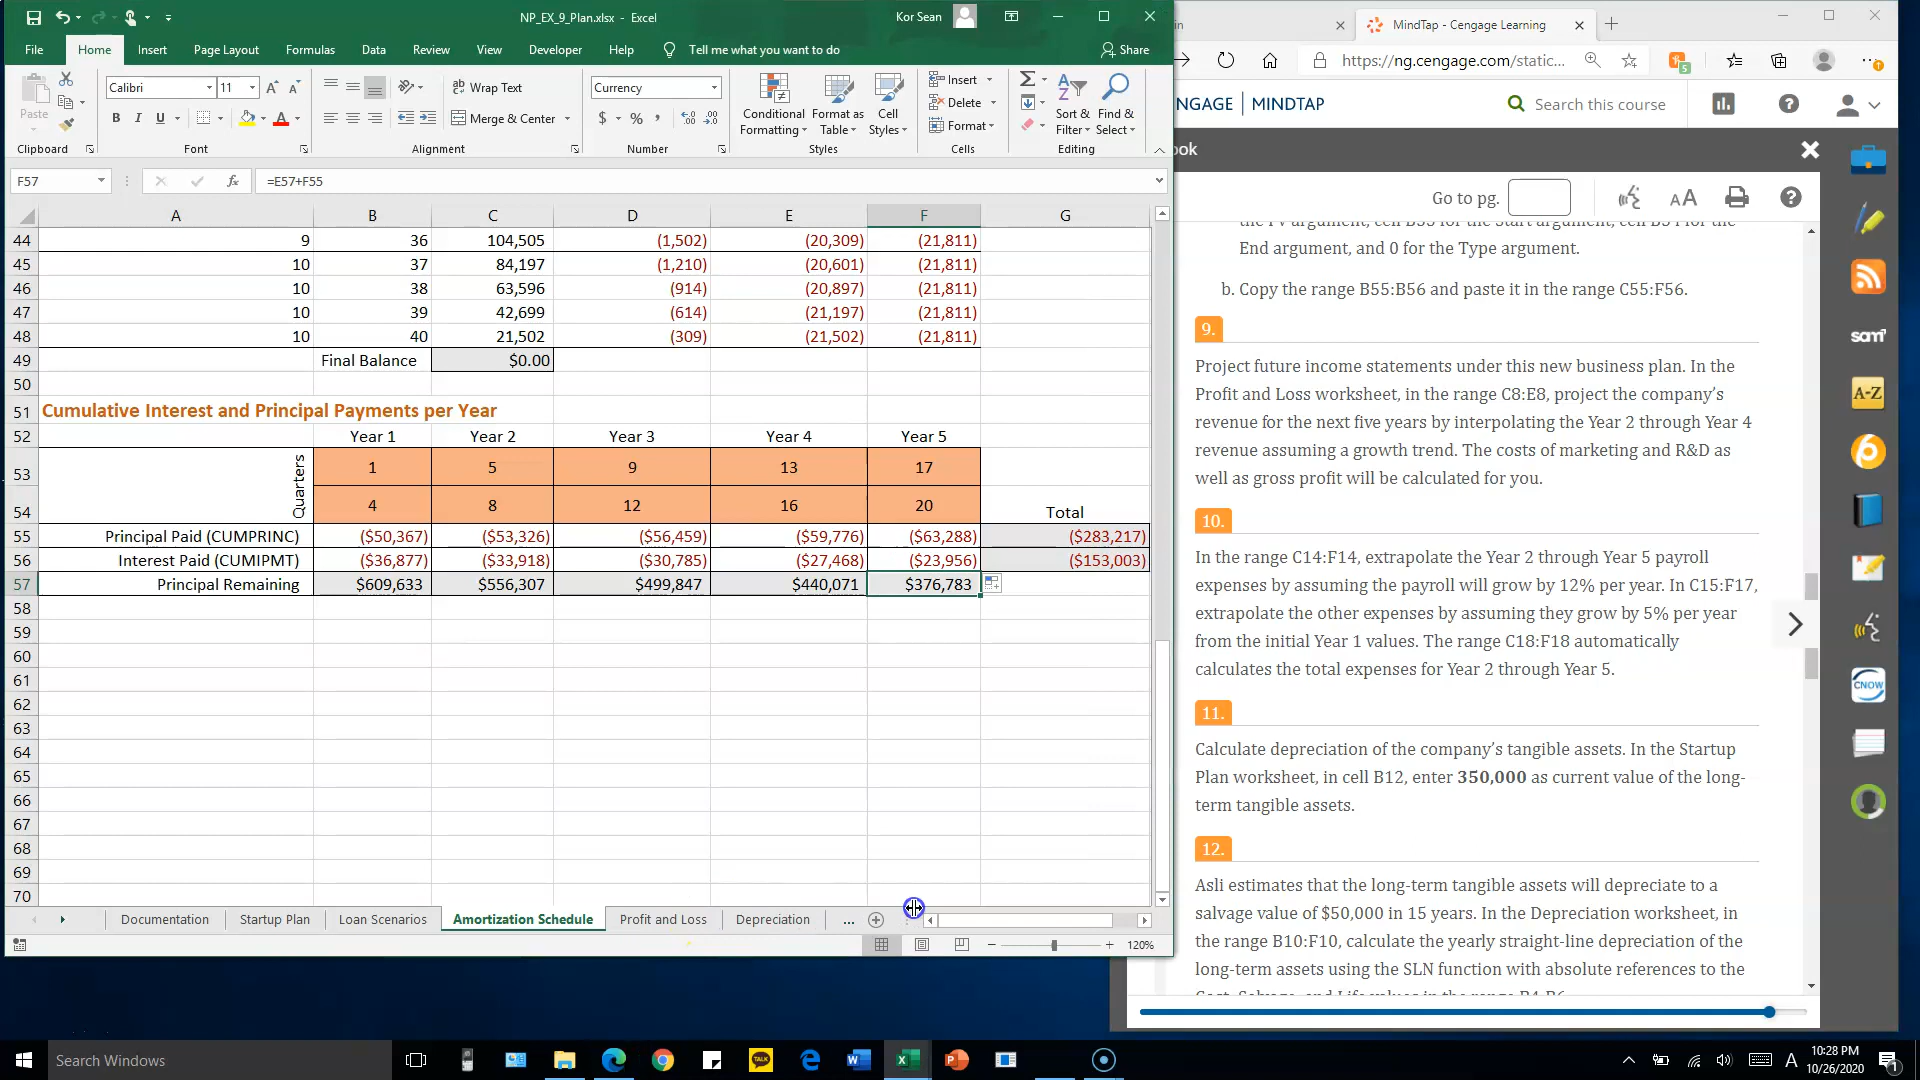 NP_EX_9_Plan.xlsx - Excel
Kor Sean
File Home Insert Page Layout Formulas Data Review View Developer Help Tell me what you want to do Share
Paste
Calibri 11
B I U
Wrap Text
Merge & Center
Currency
$ % ,
Conditional Formatting
Format as Table
Cell Styles
Insert
Delete
Format
Sort & Filter
Find & Select
Clipboard Font Alignment Number Styles Cells Editing
F57 fx =E57+F55
A B C D E F G
44 9 36 104,505 (1,502) (20,309) (21,811)
45 10 37 84,197 (1,210) (20,601) (21,811)
46 10 38 63,596 (914) (20,897) (21,811)
47 10 39 42,699 (614) (21,197) (21,811)
48 10 40 21,502 (309) (21,502) (21,811)
49 Final Balance $0.00
50
51 Cumulative Interest and Principal Payments per Year
52 Year 1 Year 2 Year 3 Year 4 Year 5
53 Quarters 1 5 9 13 17
54 4 8 12 16 20 Total
55 Principal Paid (CUMPRINC) ($50,367) ($53,326) ($56,459) ($59,776) ($63,288) ($283,217)
56 Interest Paid (CUMIPMT) ($36,877) ($33,918) ($30,785) ($27,468) ($23,956) ($153,003)
57 Principal Remaining $609,633 $556,307 $499,847 $440,071 $376,783
58
59
60
61
62
63
64
65
66
67
68
69
70
Documentation Startup Plan Loan Scenarios Amortization Schedule Profit and Loss Depreciation ...
120%
in
MindTap - Cengage Learning
https://ng.cengage.com/static...
5
NGAGE | MINDTAP
Search this course
ook
Go to pg.
AA
End argument, and 0 for the Type argument.
b. Copy the range B55:B56 and paste it in the range C55:F56.
9.
Project future income statements under this new business plan. In the
Profit and Loss worksheet, in the range C8:E8, project the company's
revenue for the next five years by interpolating the Year 2 through Year 4
revenue assuming a growth trend. The costs of marketing and R&D as
well as gross profit will be calculated for you.
10.
In the range C14:F14, extrapolate the Year 2 through Year 5 payroll
expenses by assuming the payroll will grow by 12% per year. In C15:F17,
extrapolate the other expenses by assuming they grow by 5% per year
from the initial Year 1 values. The range C18:F18 automatically
calculates the total expenses for Year 2 through Year 5.
11.
Calculate depreciation of the company's tangible assets. In the Startup
Plan worksheet, in cell B12, enter 350,000 as current value of the long-
term tangible assets.
12.
Asli estimates that the long-term tangible assets will depreciate to a
salvage value of $50,000 in 15 years. In the Depreciation worksheet, in
the range B10:F10, calculate the yearly straight-line depreciation of the
long-term assets using the SLN function with absolute references to the
sam
A-Z
CNOW
Search Windows
TALK
A
10:28 PM
10/26/2020
1